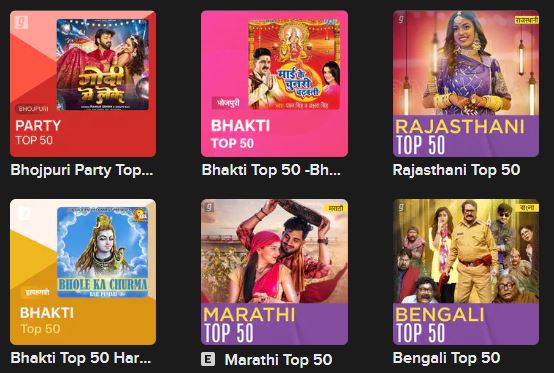 BHOJPURI
गोदी में लेके
PARTY
TOP 50
भोजपुरी
माई के
चुनरी
चढ़वनी
BHAKTI
TOP 50
राजस्थानी
RAJASTHANI
TOP 50
Bhojpuri Party Top...
Bhakti Top 50 -Bh...
Rajasthani Top 50
BHOLE KA CHURMA
हरयाणवी
BHAKTI
Top 50
मराठी
MARATHI
TOP 50
বাংলা
BENGALI
TOP 50
Bhakti Top 50 Har...
E Marathi Top 50
Bengali Top 50